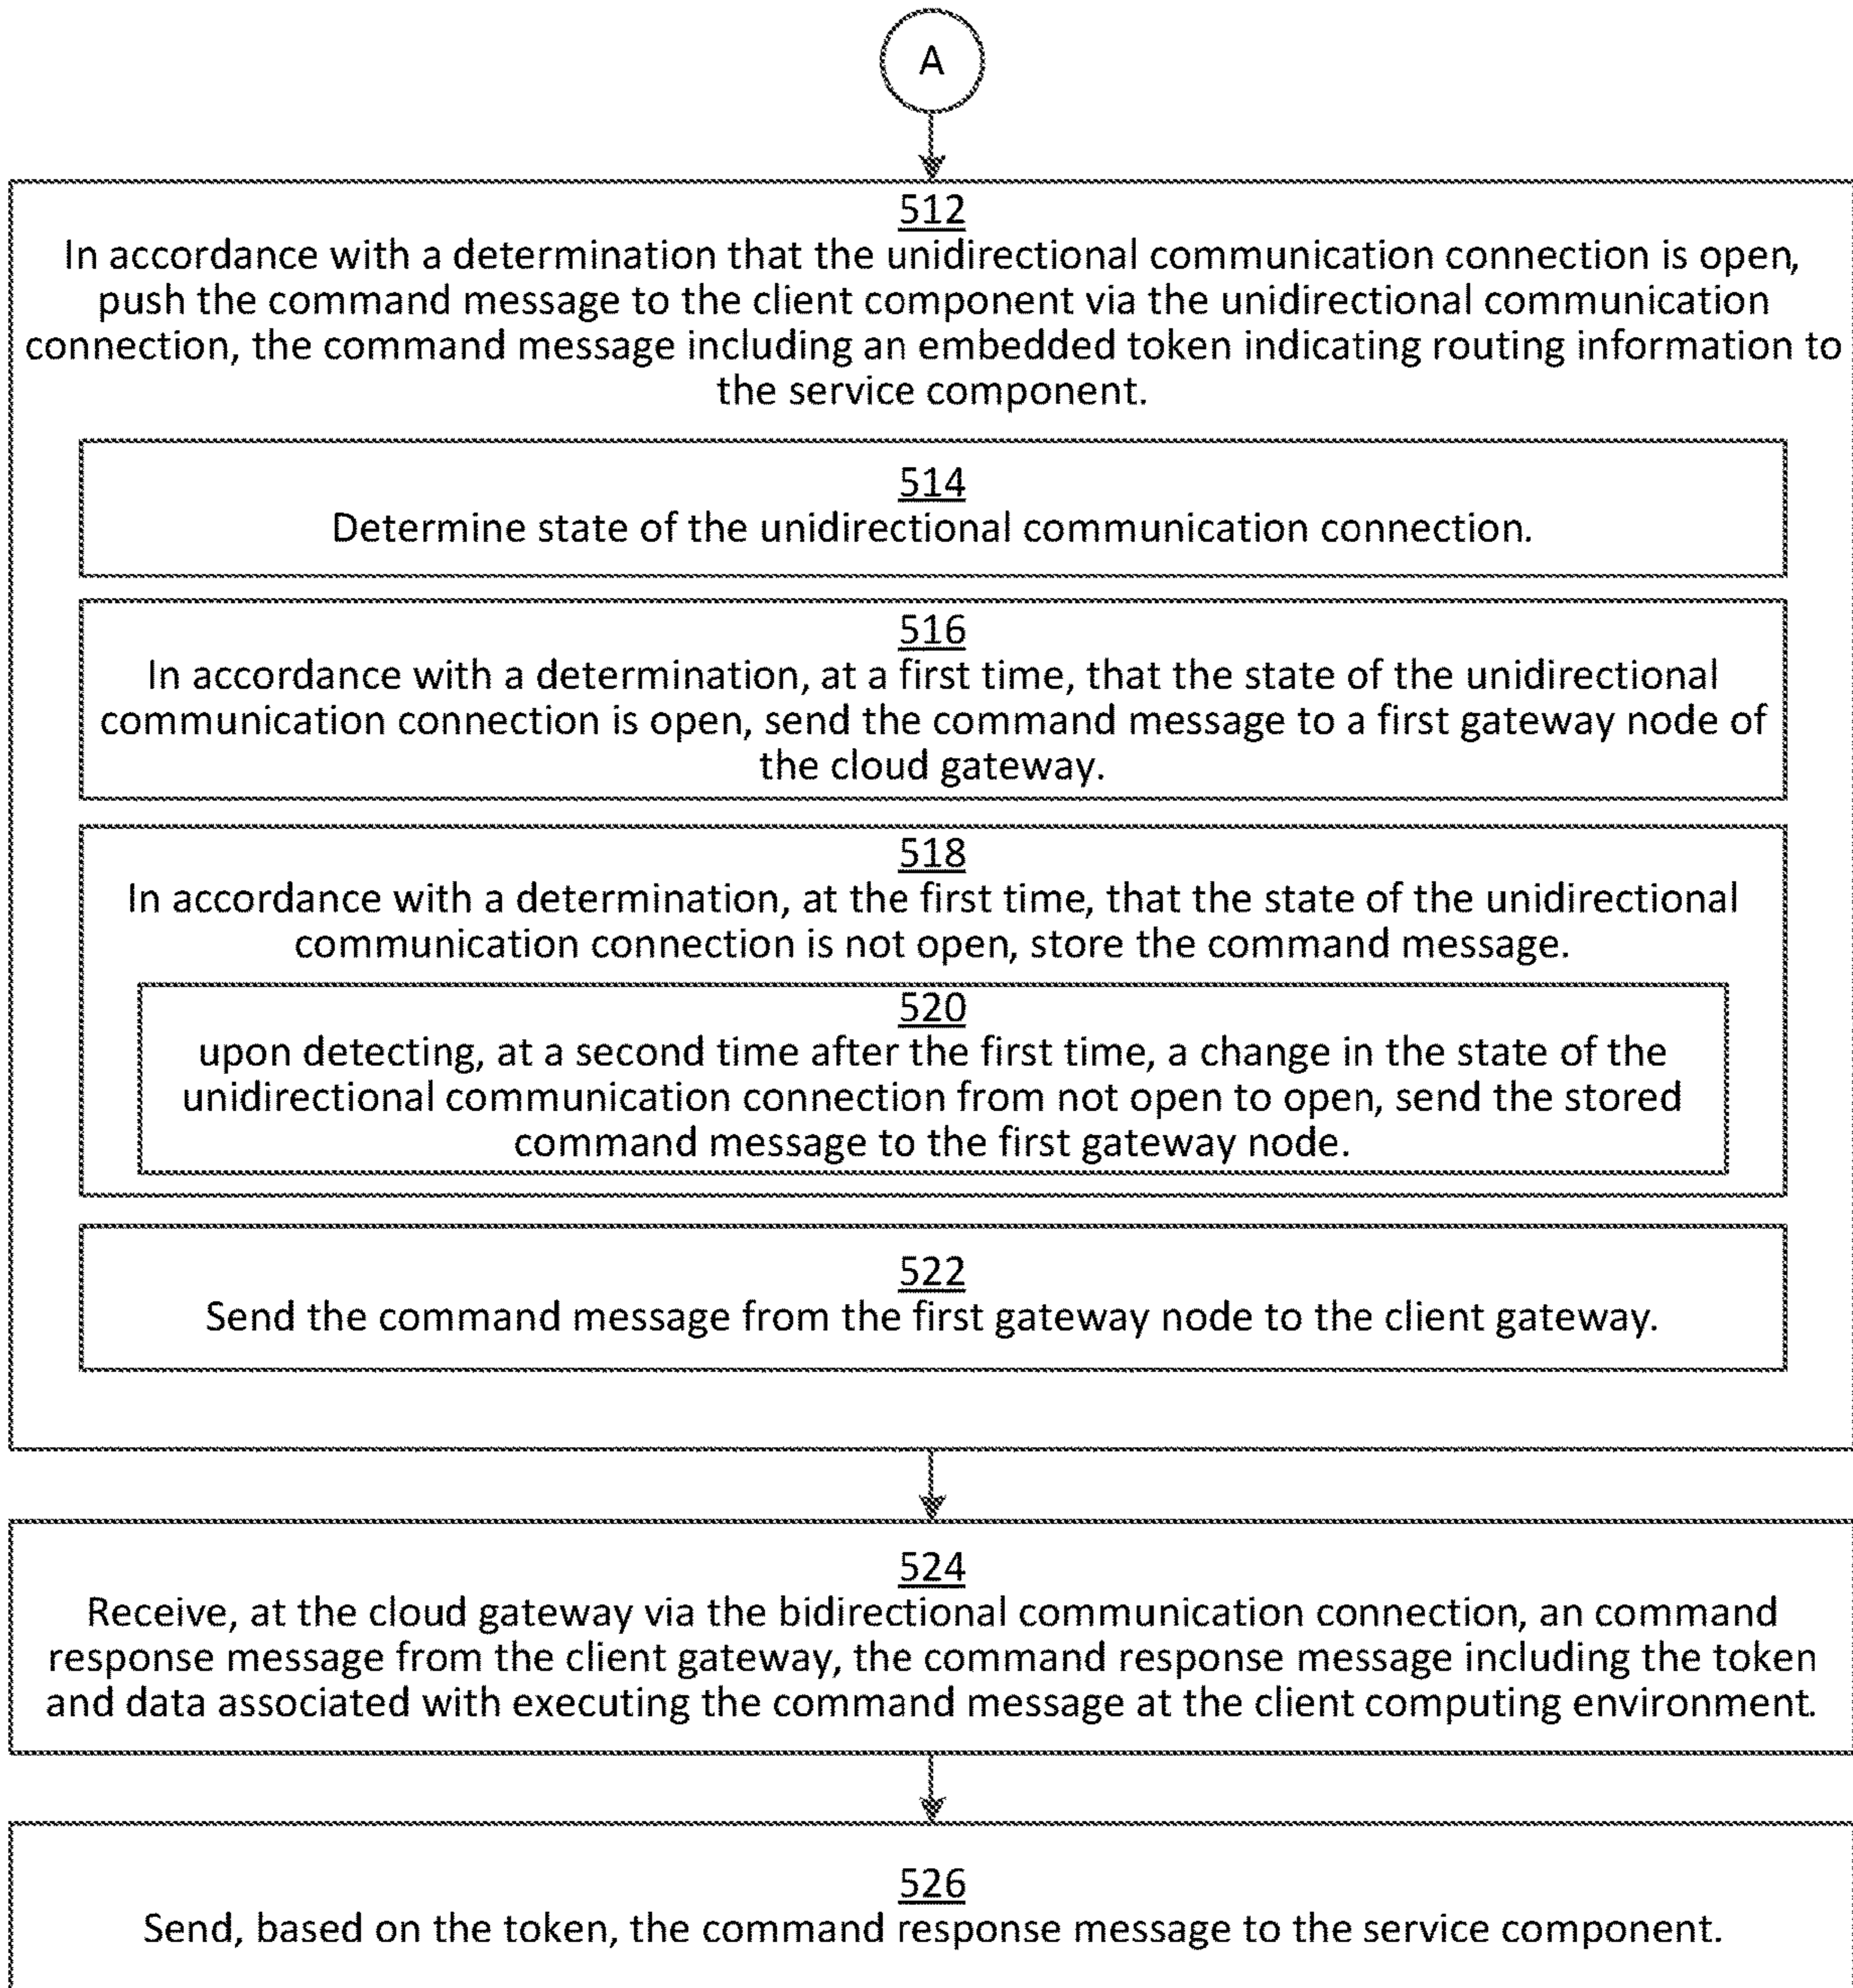 A
512
In accordance with a determination that the unidirectional communication connection is open,
push the command message to the client component via the unidirectional communication
connection, the command message including an embedded token indicating routing information to
the service component.
514
Determine state of the unidirectional communication connection.
516
In accordance with a determination, at a first time, that the state of the unidirectional
communication connection is open, send the command message to a first gateway node of
the cloud gateway.
518
In accordance with a determination, at the first time, that the state of the unidirectional
communication connection is not open, store the command message.
520
upon detecting, at a second time after the first time, a change in the state of the
unidirectional communication connection from not open to open, send the stored
command message to the first gateway node.
522
Send the command message from the first gateway node to the client gateway.
524
Receive, at the cloud gateway via the bidirectional communication connection, an command
response message from the client gateway, the command response message including the token
and data associated with executing the command message at the client computing environment.
526
Send, based on the token, the command response message to the service component.